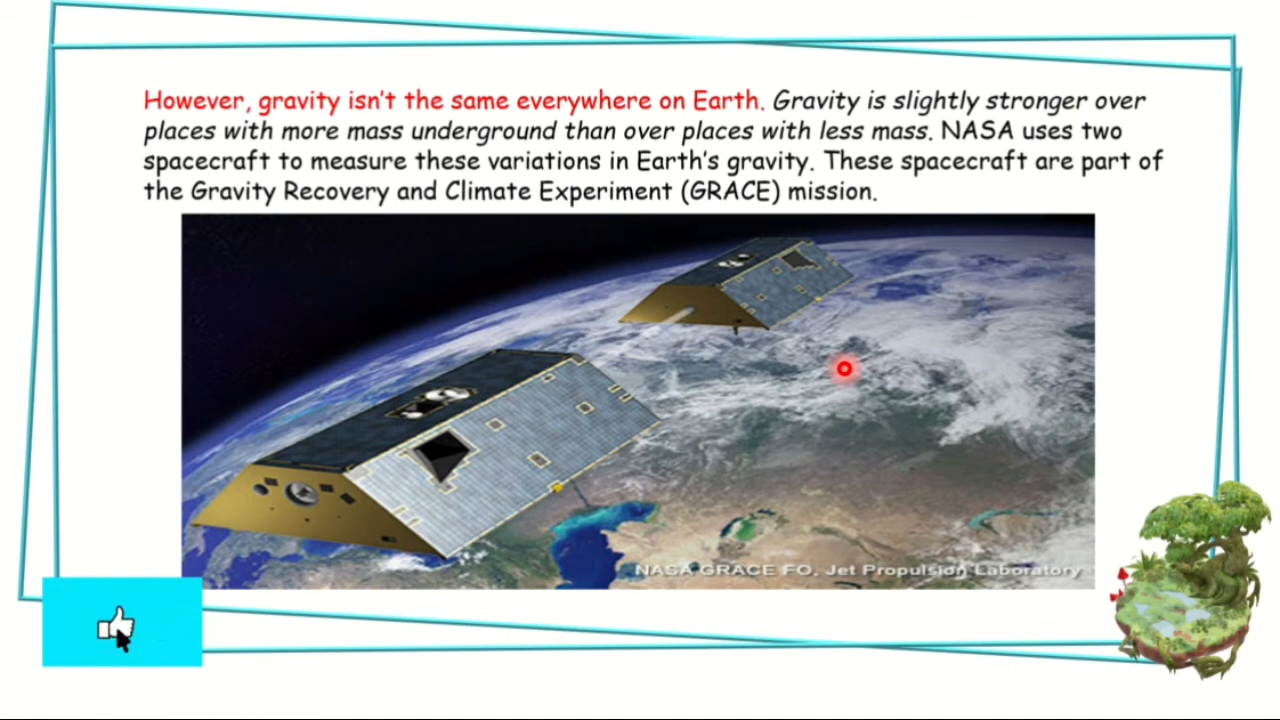 However, gravity isn't the same everywhere on Earth. Gravity is slightly stronger over
places with more mass underground than over places with less mass. NASA uses two
spacecraft to measure these variations in Earth's gravity. These spacecraft are part of
the Gravity Recovery and Climate Experiment (GRACE) mission.
NASA GRACE FO, Jet Propulsion Laboratory